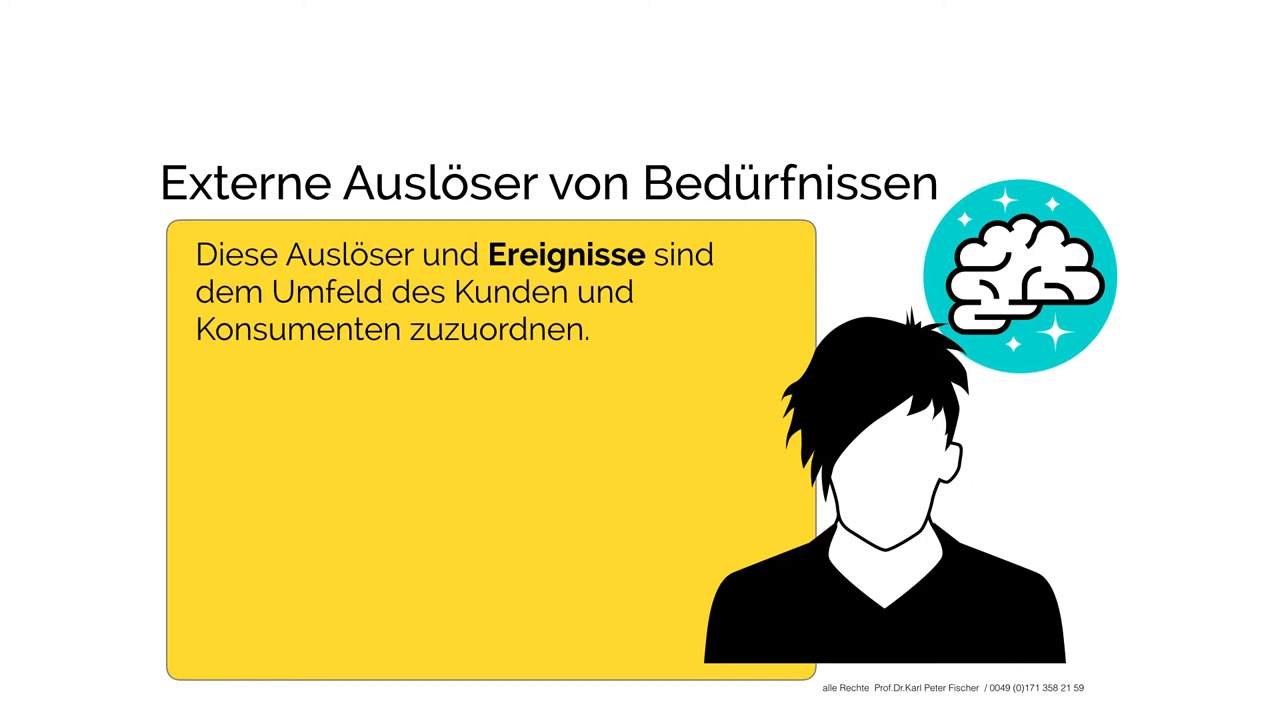 Externe Auslöser von Bedürfnissen
Diese Auslöser und Ereignisse sind
dem Umfeld des Kunden und
Konsumenten zuzuordnen.
alle Rechte Prof.Dr.Karl Peter Fischer / 0049 (0)171 358 21 59